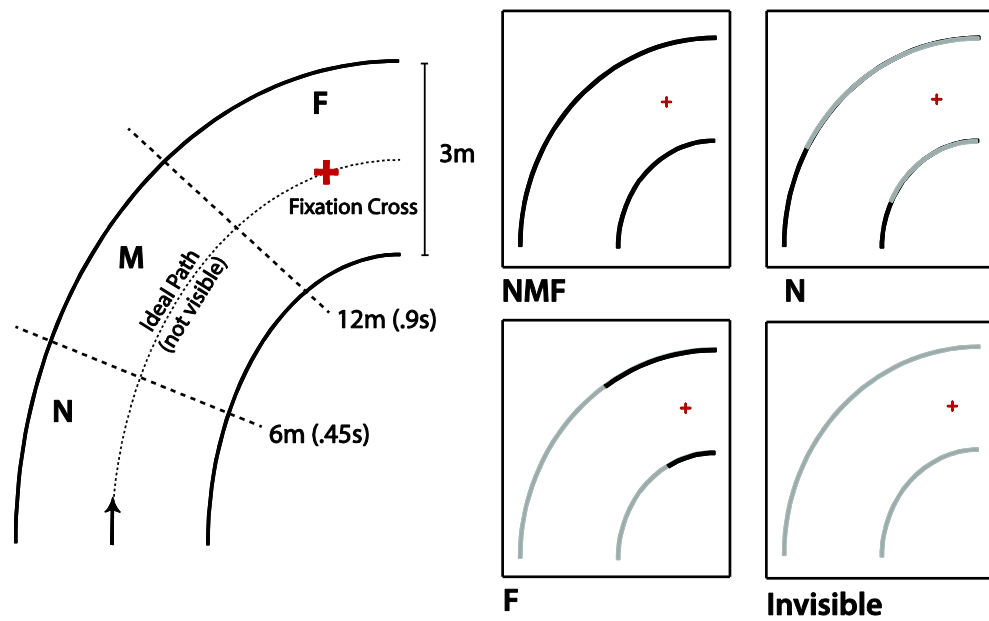 F
3m
Fixation Cross
M
Ideal Path
(not visible)
12m (.9s)
N
6m (.45s)
NMF
N
F
Invisible